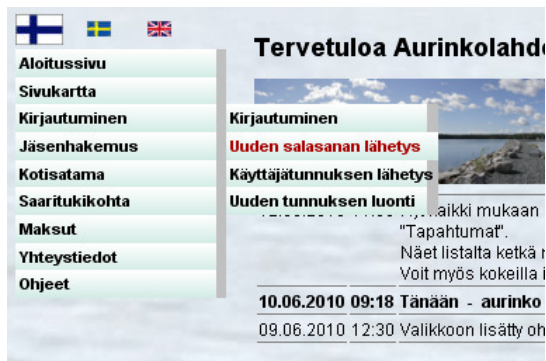 Tervetuloa
Aloitussivu
Sivukartta
Kirjautuminen
Jäsenhakemus
Kotisatama
Saaritukikohta
Maksut
Yhteystiedot
Ohjeet
Kirjautuminen
Uuden salasanan lähetys
Käyttäjätunnuksen lähetys
Uuden tunnuksen luonti
kaikki mukaan
"Tapahtumat".
Näet listalta ketkä
Voit myös kokeilla
10.06.2010 09:18 Tänään - aurinko
09.06.2010 12:30 Valikkoon lisätty